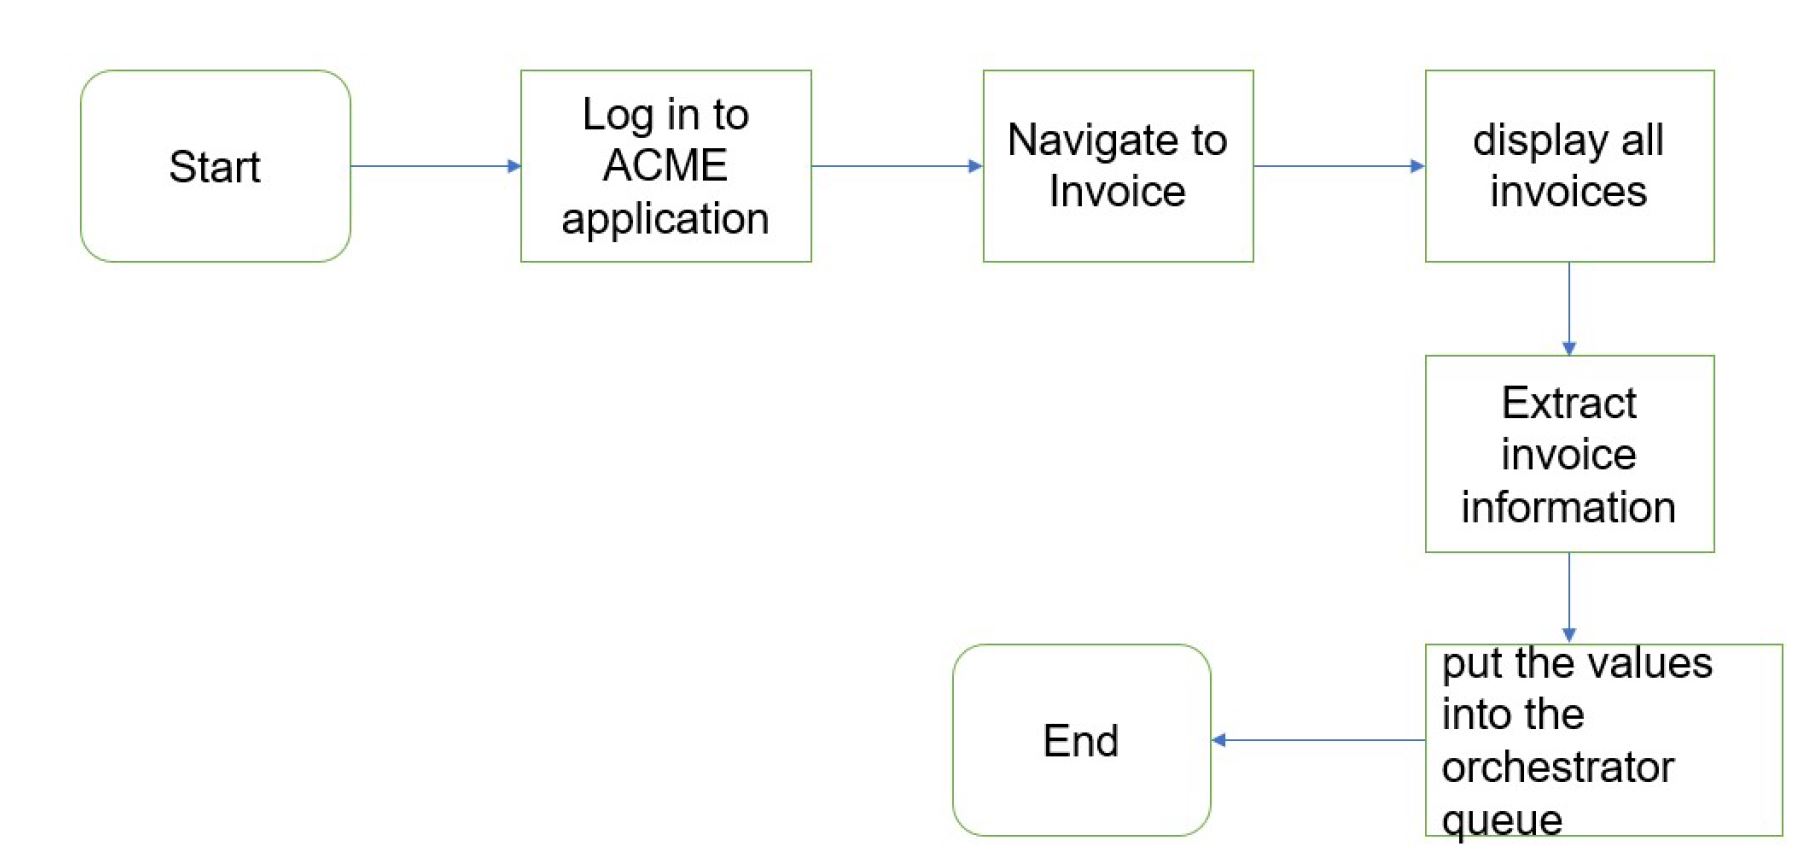 Start
Log in to
ACME
application
Navigate to
Invoice
display all
invoices
Extract
invoice
information
put the values
into the
orchestrator
queue
End